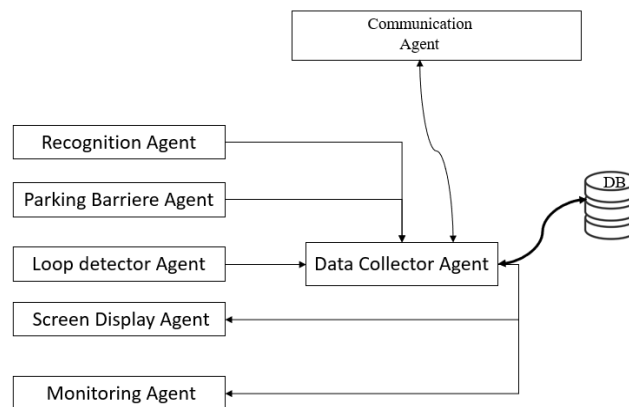 Communication
Agent
Recognition Agent
Parking Barriere Agent
DB
Loop detector Agent
Data Collector Agent
Screen Display Agent
Monitoring Agent